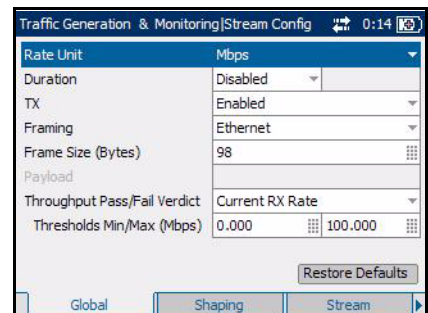 Traffic Generation & Monitoring|Stream Config 0:14
Rate Unit Mbps
Duration Disabled
TX Enabled
Framing Ethernet
Frame Size (Bytes) 98
Payload
Throughput Pass/Fail Verdict Current RX Rate
Thresholds Min/Max (Mbps) 0.000 100.000
Restore Defaults
Global Shaping Stream